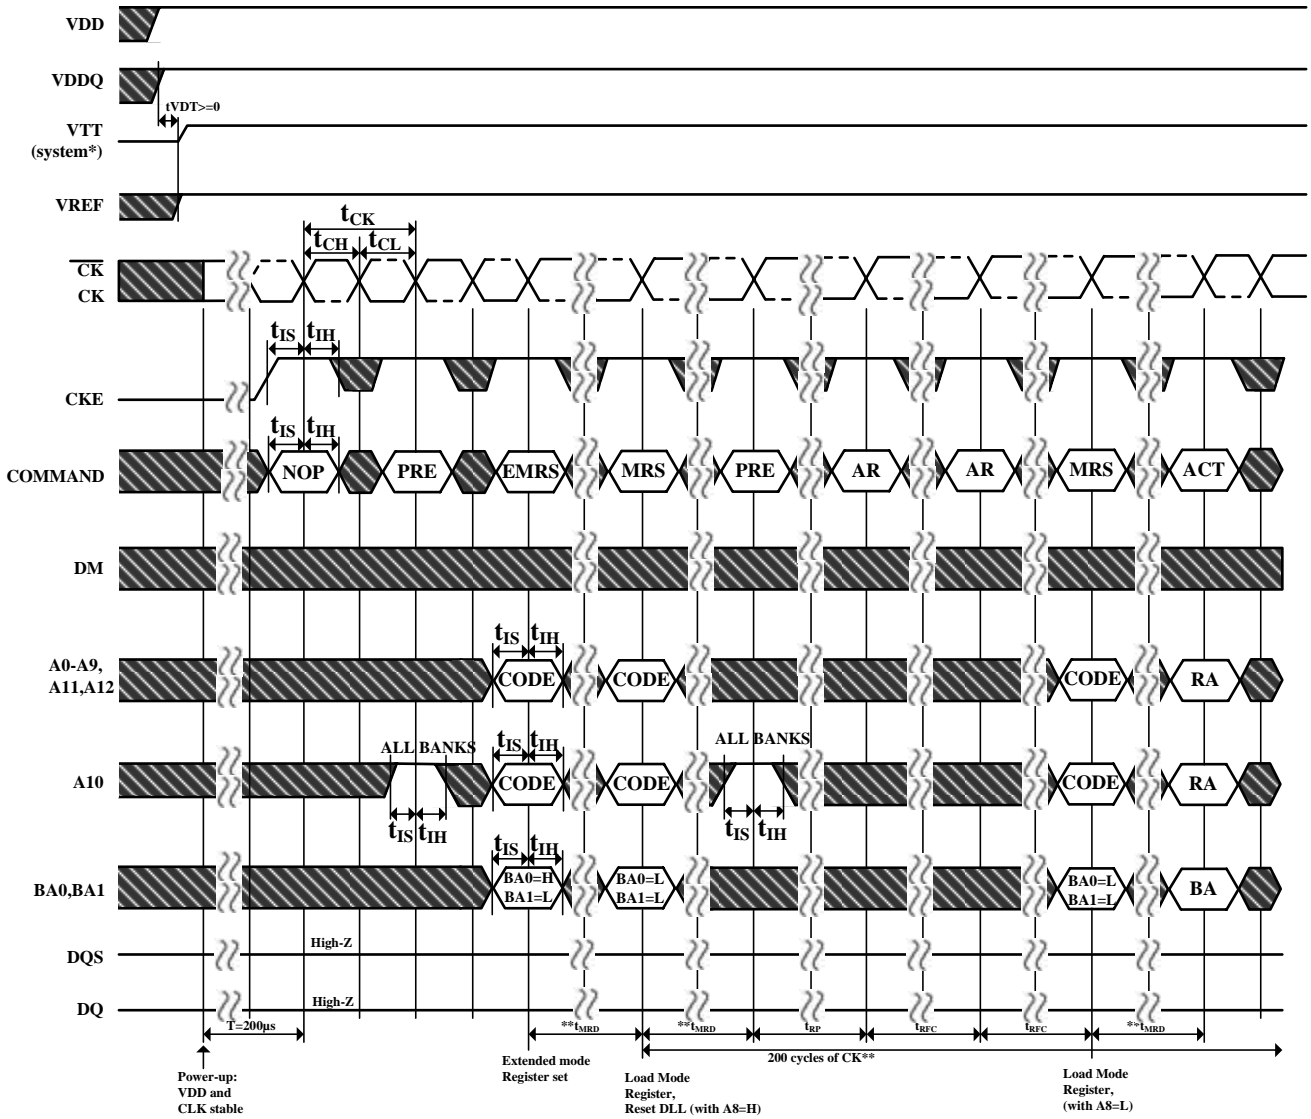 VDD
VDDQ
tVDT>=0
VTT
(system*)
VREF
tCK
tCH tCL
CK
CK
tIS tIH
CKE
tIS tIH
COMMAND NOP PRE EMRS MRS PRE AR AR MRS ACT
DM
A0-A9,
A11,A12
tIS tIH
CODE CODE CODE RA
ALL BANKS tIS tIH ALL BANKS
A10 CODE CODE CODE RA
tIS tIH tIS tIH
tIS tIH
BA0,BA1
BA0=H BA0=L BA0=L BA
BA1=L BA1=L BA1=L
DQS High-Z
DQ High-Z
T=200µs **tMRD **tMRD tRP tRFC tRFC **tMRD
200 cycles of CK**
Power-up:
VDD and
CLK stable
Extended mode
Register set
Load Mode
Register,
Reset DLL (with A8=H)
Load Mode
Register,
(with A8=L)